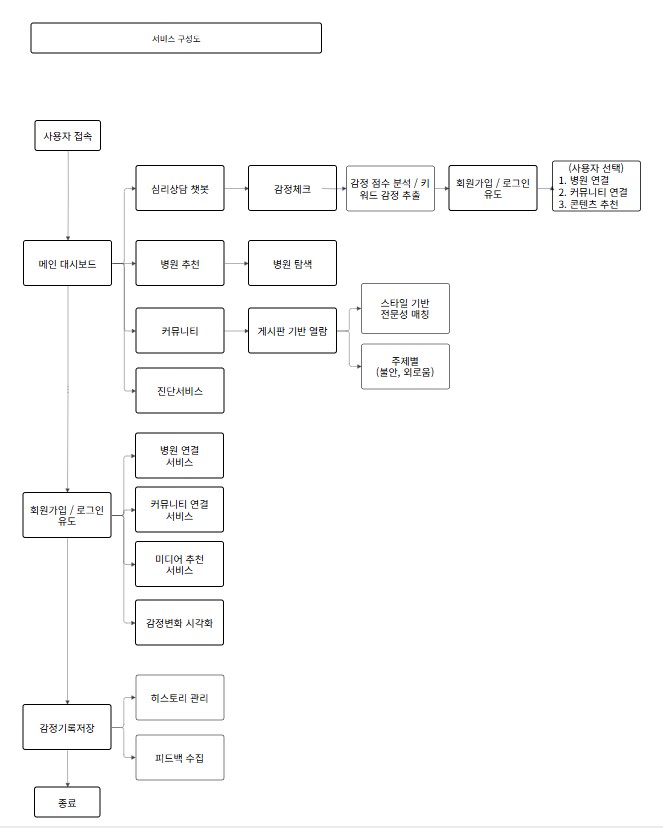 서비스 구성도
사용자 접속
심리상담 챗봇
감정체크
감정 점수 분석 / 키
워드 감정 추출
회원가입 / 로그인
유도
(사용자 선택)
1. 병원 연결
2. 커뮤니티 연결
3. 콘텐츠 추천
메인 대시보드
병원 추천
병원 탐색
커뮤니티
게시판 기반 열람
스타일 기반
전문성 매칭
주제별
(불안, 외로움)
진단서비스
회원가입 / 로그인
유도
병원 연결
서비스
커뮤니티 연결
서비스
미디어 추천
서비스
감정변화 시각화
감정기록저장
히스토리 관리
피드백 수집
종료